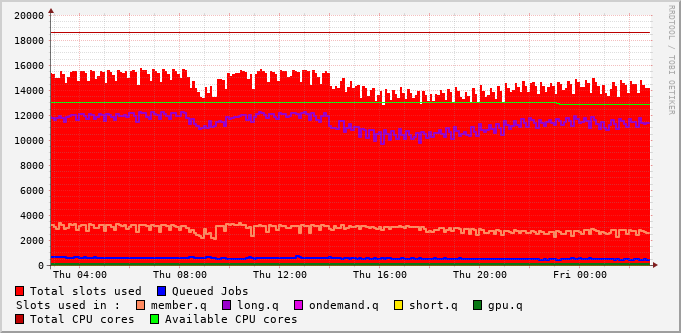 20000
18000
16000
14000
12000
10000
8000
6000
4000
2000
0
Thu 04:00 Thu 08:00 Thu 12:00 Thu 16:00 Thu 20:00 Fri 00:00
RRDTOOL / TOBI OETIKER
Total slots used Queued Jobs
Slots used in : member.q long.q ondemand.q short.q gpu.q
Total CPU cores Available CPU cores